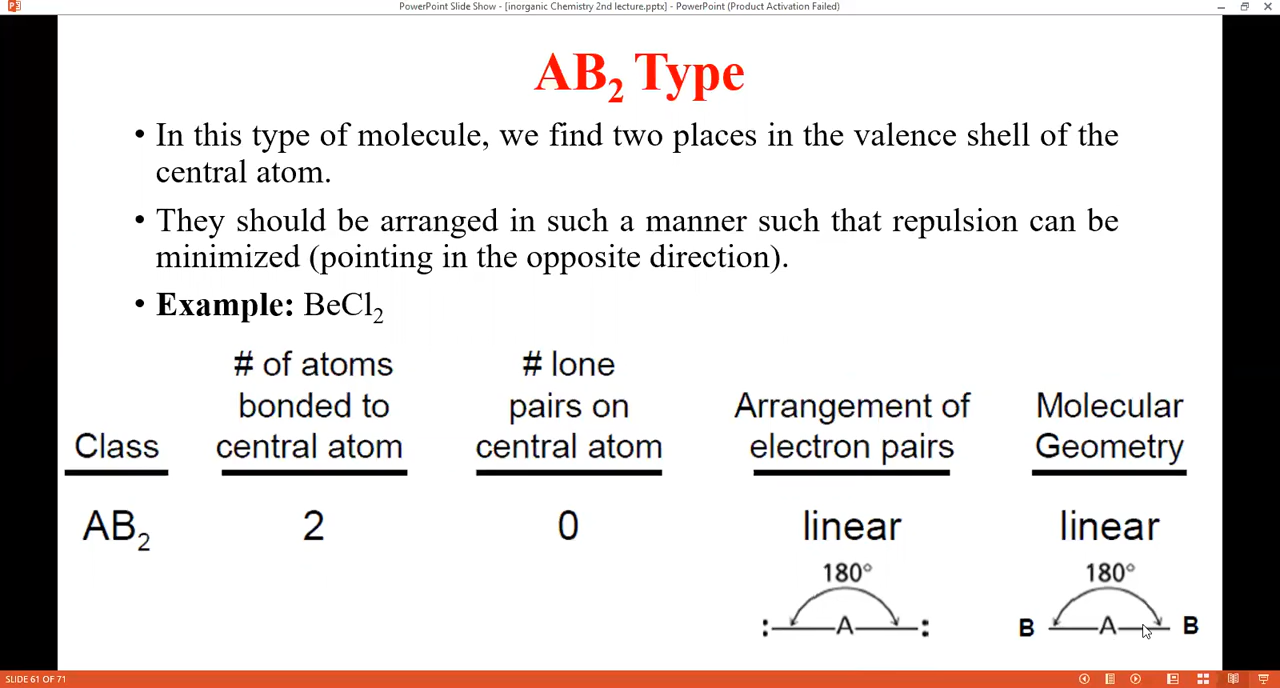 PowerPoint Slide Show - [inorganic Chemistry 2nd lecture.pptx] - PowerPoint (Product Activation Failed)
AB₂ Type
• In this type of molecule, we find two places in the valence shell of the
central atom.
• They should be arranged in such a manner such that repulsion can be
minimized (pointing in the opposite direction).
• Example: BeCl₂
# of atoms
bonded to
central atom
# lone
pairs on
central atom
Arrangement of
electron pairs
Molecular
Geometry
Class
AB₂ 2 0 linear linear
180° 180°
: A : B A B
SLIDE 61 OF 71